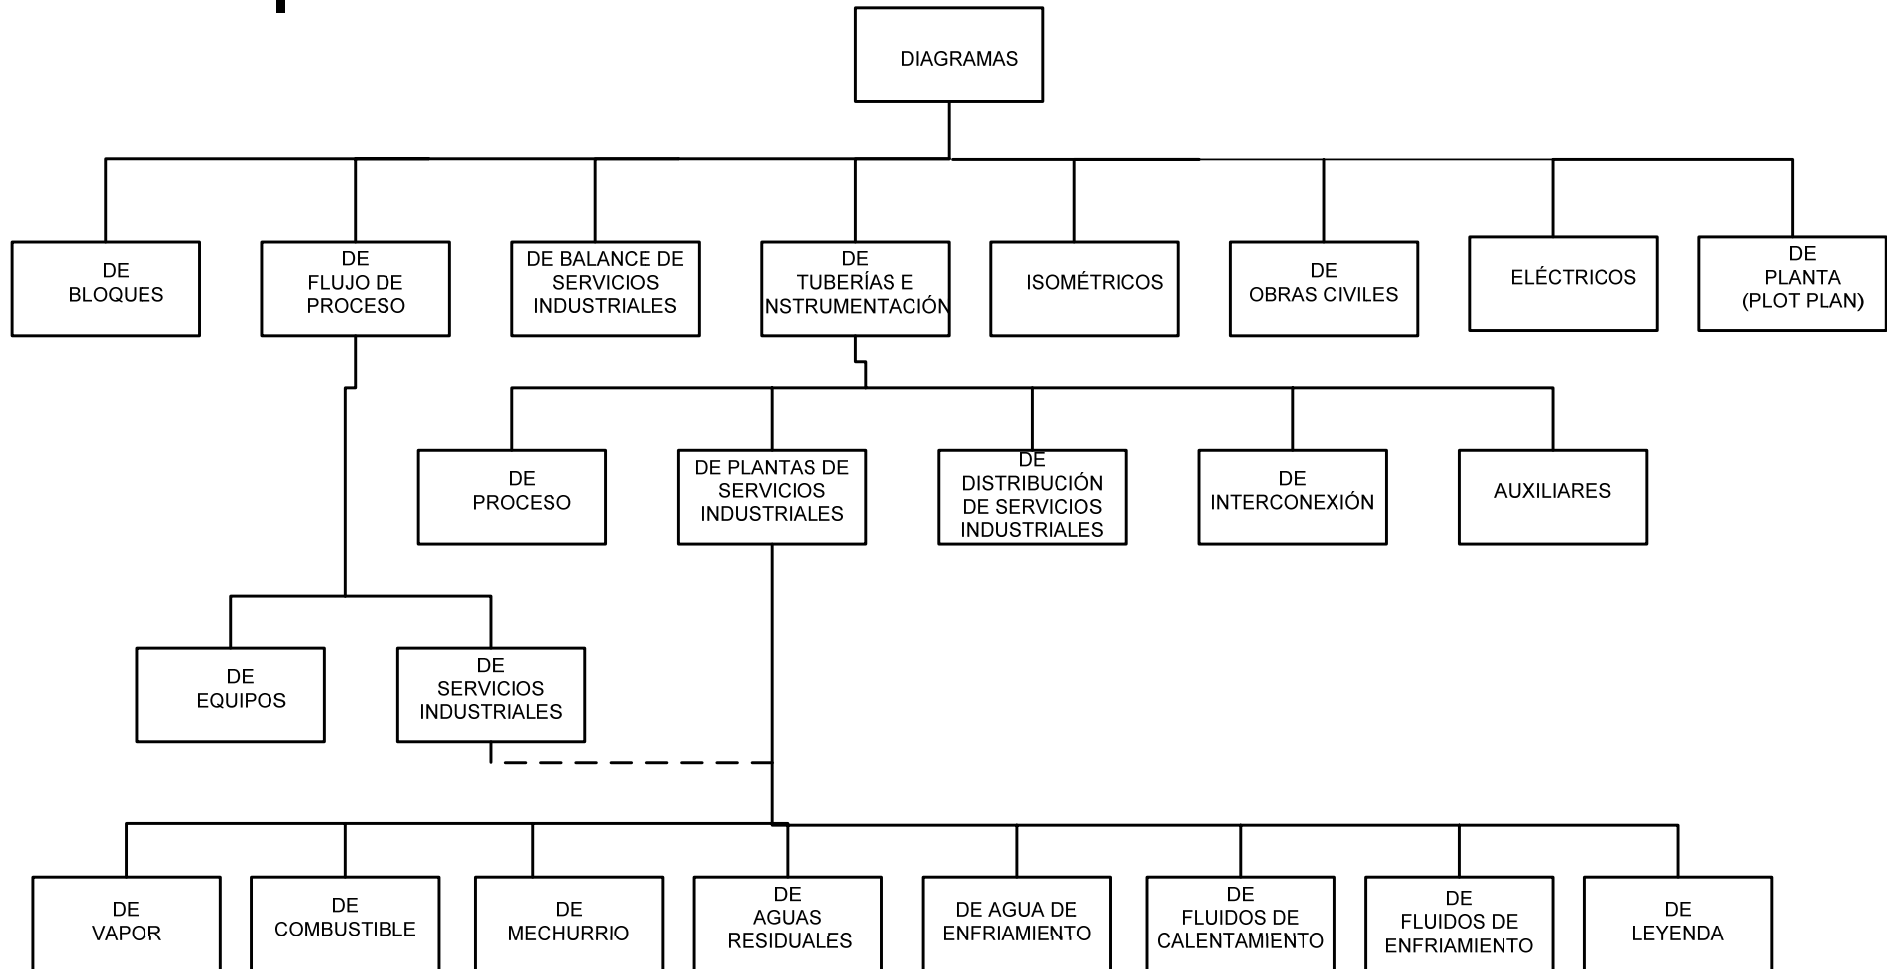 DIAGRAMAS
DE
BLOQUES
DE
FLUJO DE
PROCESO
DE BALANCE DE
SERVICIOS
INDUSTRIALES
DE
TUBERÍAS E
NSTRUMENTACIÓN
ISOMÉTRICOS
DE
OBRAS CIVILES
ELÉCTRICOS
DE
PLANTA
(PLOT PLAN)
DE
PROCESO
DE PLANTAS DE
SERVICIOS
INDUSTRIALES
DE
DISTRIBUCIÓN
DE SERVICIOS
INDUSTRIALES
DE
INTERCONEXIÓN
AUXILIARES
DE
EQUIPOS
DE
SERVICIOS
INDUSTRIALES
DE
VAPOR
DE
COMBUSTIBLE
DE
MECHURRIO
DE
AGUAS
RESIDUALES
DE AGUA DE
ENFRIAMIENTO
DE
FLUIDOS DE
CALENTAMIENTO
DE
FLUIDOS DE
ENFRIAMIENTO
DE
LEYENDA